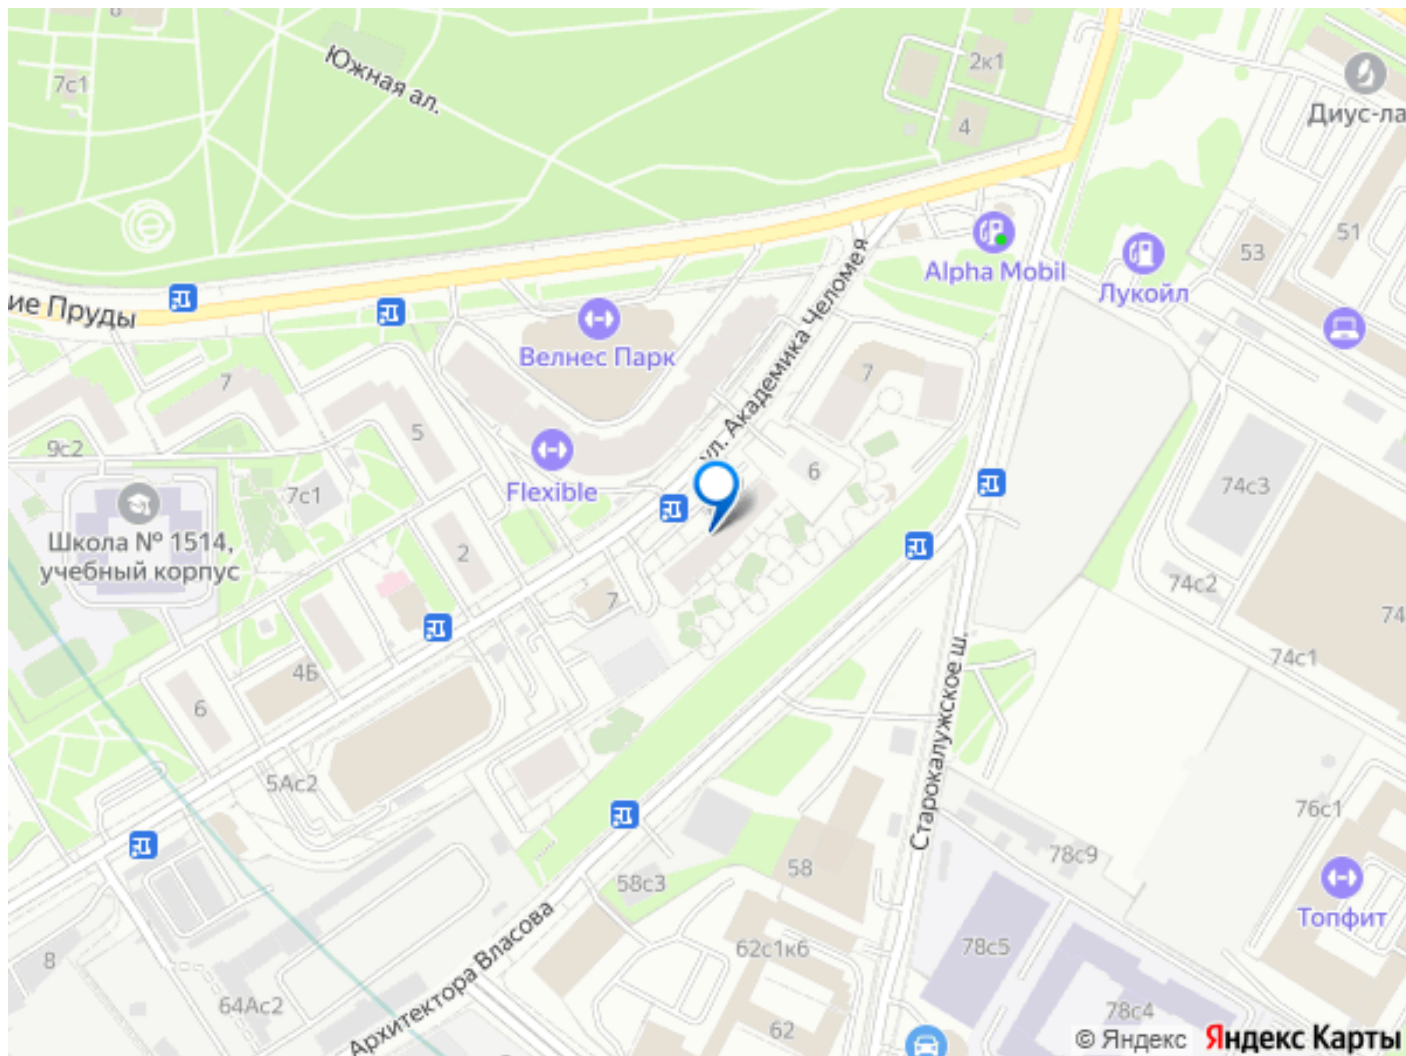 7с1
Южная ал.
2к1
4
Диус-ла
ул. Академика Челомея
Alpha Mobil
Лукойл
53
51
ие Пруды
Велнес Парк
7
7
5
9с2
Flexible
6
7с1
74с3
Школа № 1514,
учебный корпус
2
74с2
7
74
4Б
74с1
6
Старокалужское ш.
5Ас2
76с1
78с9
58
58с3
Топфит
Архитектора Власова
62с1к6
78с5
8
64Ас2
78с4
62
© Яндекс Яндекс Карты